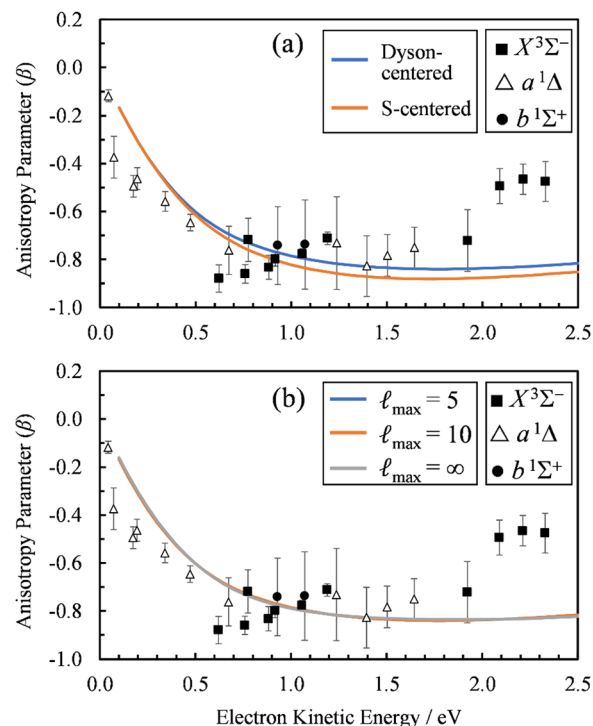 (a)
Dyson-
centered
S-centered
X³Σ⁻
a¹Δ
b¹Σ⁺
Anisotropy Parameter (β)
0.2
0.0
-0.2
-0.4
-0.6
-0.8
-1.0
0.0 0.5 1.0 1.5 2.0 2.5
(b)
ℓmax = 5
ℓmax = 10
ℓmax = ∞
X³Σ⁻
a¹Δ
b¹Σ⁺
Anisotropy Parameter (β)
0.2
0.0
-0.2
-0.4
-0.6
-0.8
-1.0
0.0 0.5 1.0 1.5 2.0 2.5
Electron Kinetic Energy / eV